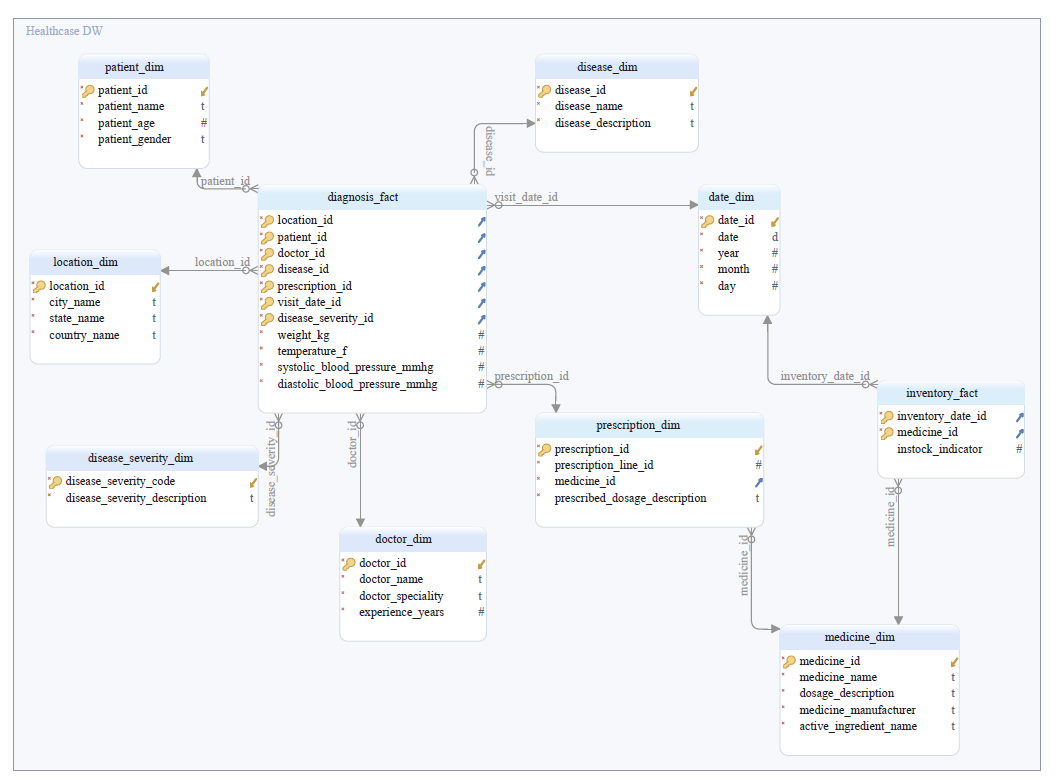 Healthcase DW
patient_dim
patient_id
patient_name t
patient_age #
patient_gender t
disease_dim
disease_id
disease_name t
disease_description t
disease_id
patient_id
diagnosis_fact
location_id
patient_id
doctor_id
disease_id
prescription_id
visit_date_id
disease_severity_id
weight_kg #
temperature_f #
systolic_blood_pressure_mmhg #
diastolic_blood_pressure_mmhg #
visit_date_id
date_dim
date_id
date d
year #
month #
day #
location_dim
location_id
city_name t
state_name t
country_name t
location_id
prescription_id
inventory_date_id
inventory_fact
inventory_date_id
medicine_id
instock_indicator #
disease_severity_dim
disease_severity_code
disease_severity_description t
disease_severity_id
doctor_id
prescription_dim
prescription_id
prescription_line_id #
medicine_id
prescribed_dosage_description t
medicine_id
medicine_id
doctor_dim
doctor_id
doctor_name t
doctor_speciality t
experience_years #
medicine_dim
medicine_id
medicine_name t
dosage_description t
medicine_manufacturer t
active_ingredient_name t